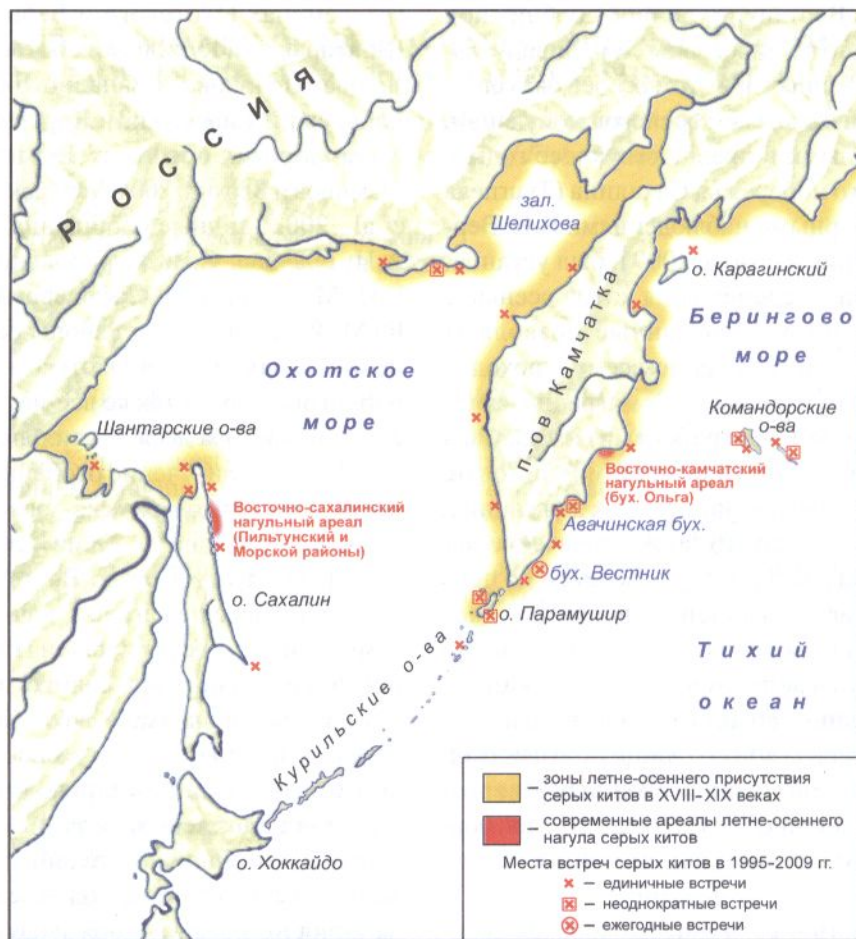 РОССИЯ
зал.
Шелихова
о. Карагинский
п-ов Камчатка
Берингово
море
Охотское
море
Командорские
о-ва
Шантарские о-ва
Восточно-камчатский
нагульный ареал
(бух. Ольга)
Восточно-сахалинский
нагульный ареал
(Пильтунский и
Морской районы)
Авачинская бух.
бух. Вестник
о. Сахалин
о. Парамушир
Тихий
океан
Курильские о-ва
о. Хоккайдо
– зоны летне-осеннего присутствия
серых китов в XVIII–XIX веках
– современные ареалы летне-осеннего
нагула серых китов
Места встреч серых китов в 1995-2009 гг.
– единичные встречи
– неоднократные встречи
– ежегодные встречи